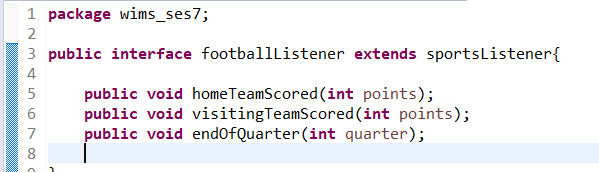 1 package wims_ses7;
2
3 public interface footballListener extends sportsListener{
4
5 public void homeTeamScored(int points);
6 public void visitingTeamScored(int points);
7 public void endOfQuarter(int quarter);
8